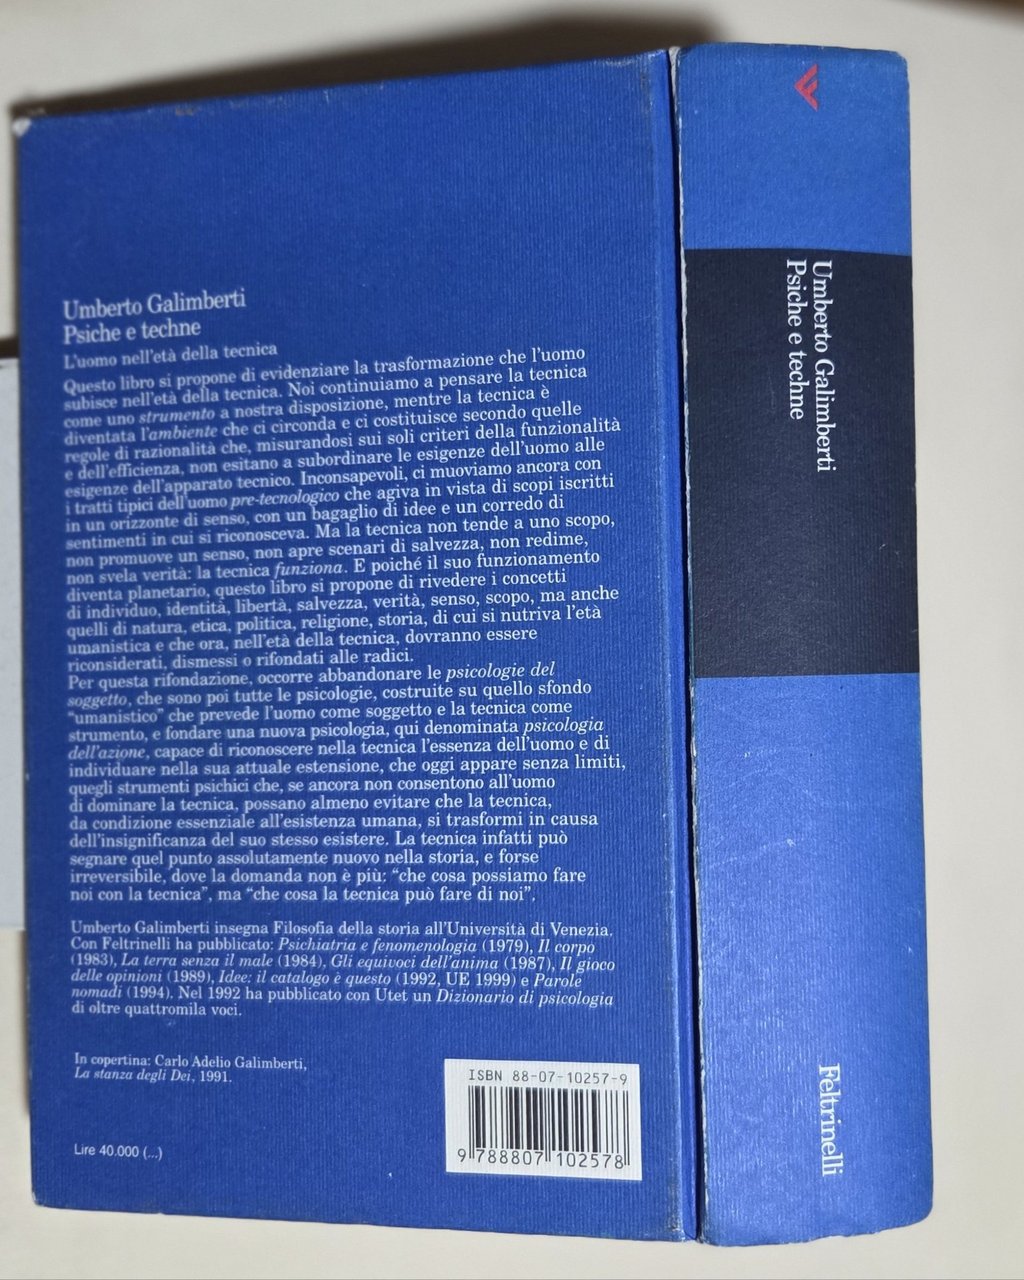 Umberto Galimberti
Psiche e techne
L'uomo nell'età della tecnica
Questo libro si propone di evidenziare la trasformazione che l'uomo
subisce nell'età della tecnica. Noi continuiamo a pensare la tecnica
come uno strumento a nostra disposizione, mentre la tecnica è
diventata l'ambiente che ci circonda e ci costituisce secondo quelle
regole di razionalità che, misurandosi sui soli criteri della funzionalità
e dell'efficienza, non esitano a subordinare le esigenze dell'uomo alle
esigenze dell'apparato tecnico. Inconsapevoli, ci muoviamo ancora con
i tratti tipici dell'uomo pre-tecnologico che agiva in vista di scopi iscritti
in un orizzonte di senso, con un bagaglio di idee e un corredo di
sentimenti in cui si riconosceva. Ma la tecnica non tende a uno scopo,
non promuove un senso, non apre scenari di salvezza, non redime,
non svela verità: la tecnica funziona. E poiché il suo funzionamento
diventa planetario, questo libro si propone di rivedere i concetti
di individuo, identità, libertà, salvezza, verità, senso, scopo, ma anche
quelli di natura, etica, politica, religione, storia, di cui si nutriva l'età
umanistica e che ora, nell'età della tecnica, dovranno essere
riconsiderati, dismessi o rifondati alle radici.
Per questa rifondazione, occorre abbandonare le psicologie del
soggetto, che sono poi tutte le psicologie, costruite su quello sfondo
"umanistico" che prevede l'uomo come soggetto e la tecnica come
strumento, e fondare una nuova psicologia, qui denominata psicologia
dell'azione, capace di riconoscere nella tecnica l'essenza dell'uomo e di
individuare nella sua attuale estensione, che oggi appare senza limiti,
quegli strumenti psichici che, se ancora non consentono all'uomo
di dominare la tecnica, possano almeno evitare che la tecnica,
da condizione essenziale all'esistenza umana, si trasformi in causa
dell'insignificanza del suo stesso esistere. La tecnica infatti può
segnare quel punto assolutamente nuovo nella storia, e forse
irreversibile, dove la domanda non è più: "che cosa possiamo fare
noi con la tecnica", ma "che cosa la tecnica può fare di noi".
Umberto Galimberti insegna Filosofia della storia all'Università di Venezia.
Con Feltrinelli ha pubblicato: Psichiatria e fenomenologia (1979), Il corpo
(1983), La terra senza il male (1984), Gli equivoci dell'anima (1987), Il gioco
delle opinioni (1989), Idee: il catalogo è questo (1992, UE 1999) e Parole
nomadi (1994). Nel 1992 ha pubblicato con Utet un Dizionario di psicologia
di oltre quattromila voci.
In copertina: Carlo Adelio Galimberti,
La stanza degli Dei, 1991.
Lire 40.000 (...)
ISBN 88-07-10257-9
9 788807 102578
Umberto Galimberti
Psiche e techne
Feltrinelli